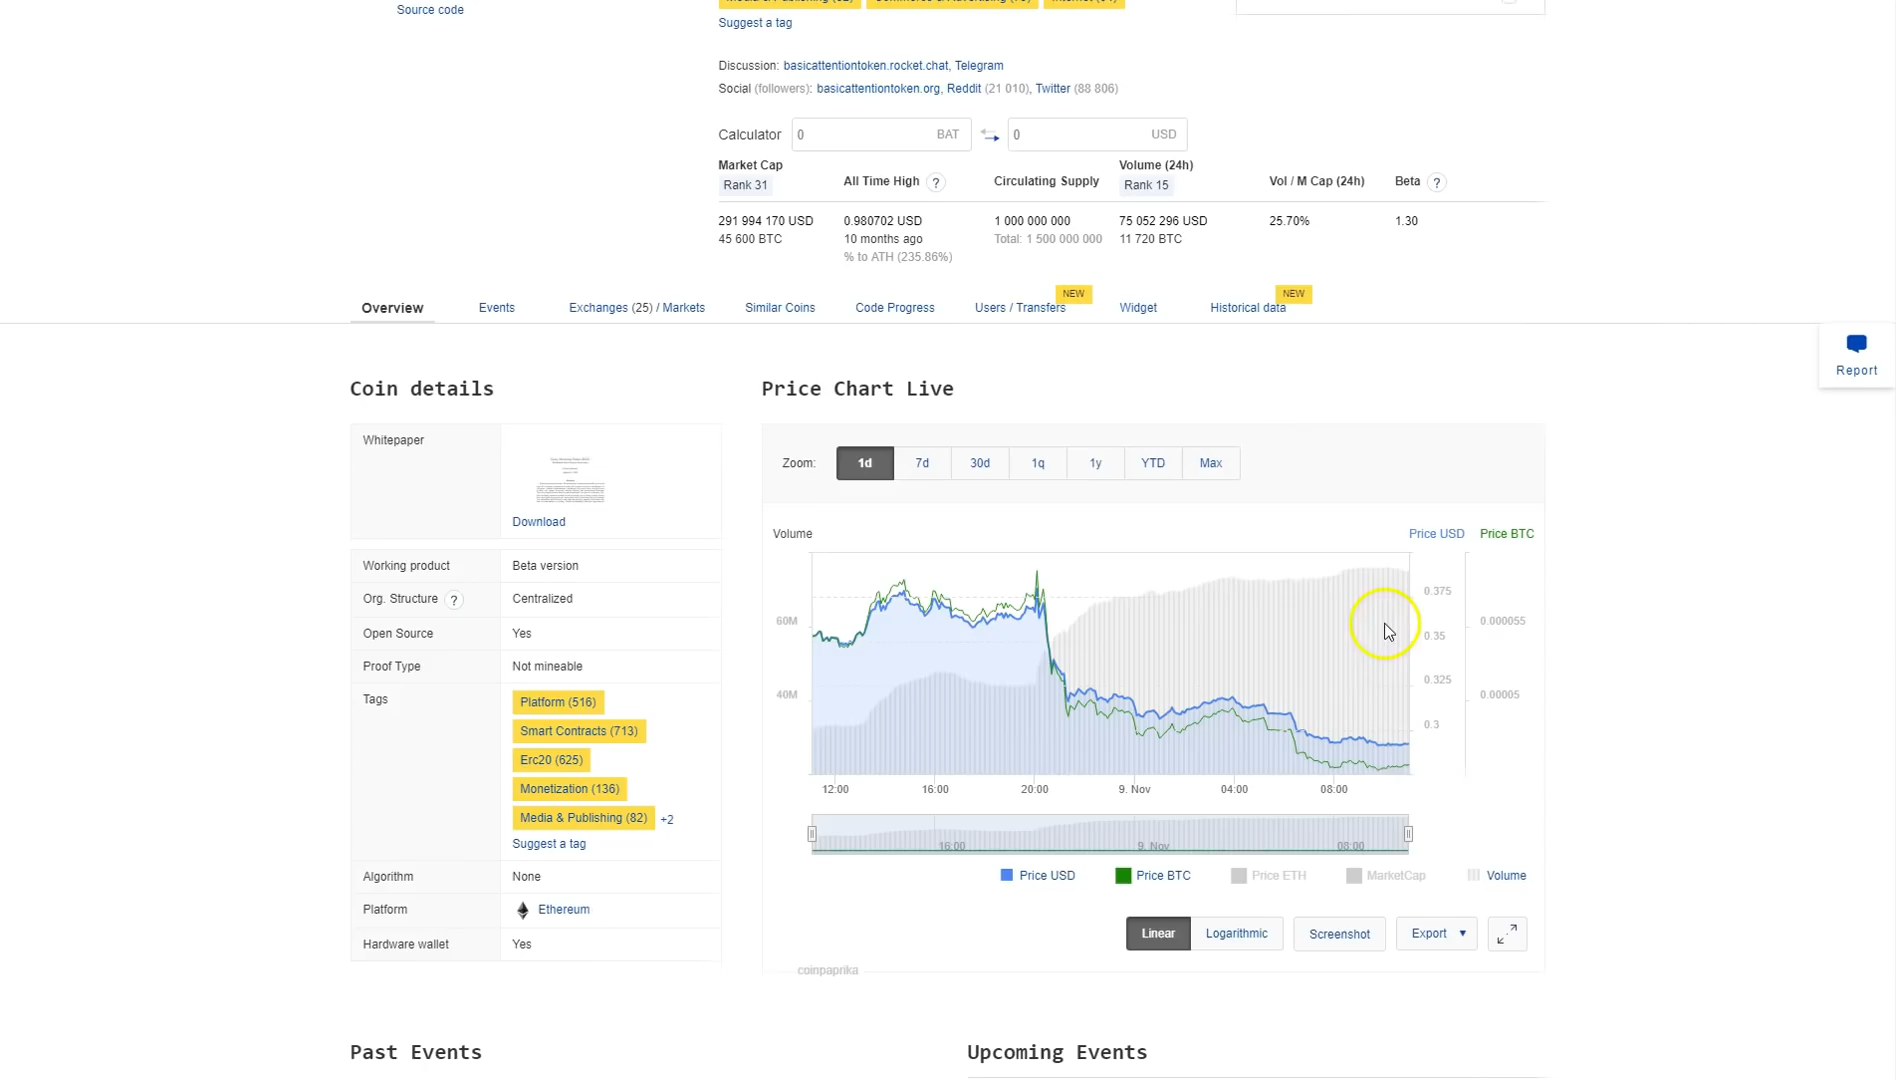 Source code
Suggest a tag
Discussion: basicattentiontoken.rocket.chat, Telegram
Social (followers): basicattentiontoken.org, Reddit (21 010), Twitter (88 806)
Calculator 0 BAT 0 USD
Market Cap
Rank 31
All Time High ?
Circulating Supply
Volume (24h)
Rank 15
Vol / M Cap (24h)
Beta ?
291 994 170 USD
45 600 BTC
0.980702 USD
10 months ago
% to ATH (235.86%)
1 000 000 000
Total: 1 500 000 000
75 052 296 USD
11 720 BTC
25.70%
1.30
Overview
Events
Exchanges (25) / Markets
Similar Coins
Code Progress
Users / Transfers NEW
Widget
Historical data NEW
Report
Coin details
Whitepaper
Download
Working product Beta version
Org. Structure ? Centralized
Open Source Yes
Proof Type Not mineable
Tags
Platform (516)
Smart Contracts (713)
Erc20 (625)
Monetization (136)
Media & Publishing (82) +2
Suggest a tag
Algorithm None
Platform Ethereum
Hardware wallet Yes
Price Chart Live
Zoom: 1d 7d 30d 1q 1y YTD Max
Volume Price USD Price BTC
60M
40M
0.375
0.35
0.325
0.3
0.000055
0.00005
12:00 16:00 20:00 9. Nov 04:00 08:00
16:00 9. Nov 08:00
Price USD Price BTC Price ETH MarketCap Volume
Linear Logarithmic Screenshot Export
coinpaprika
Past Events
Upcoming Events